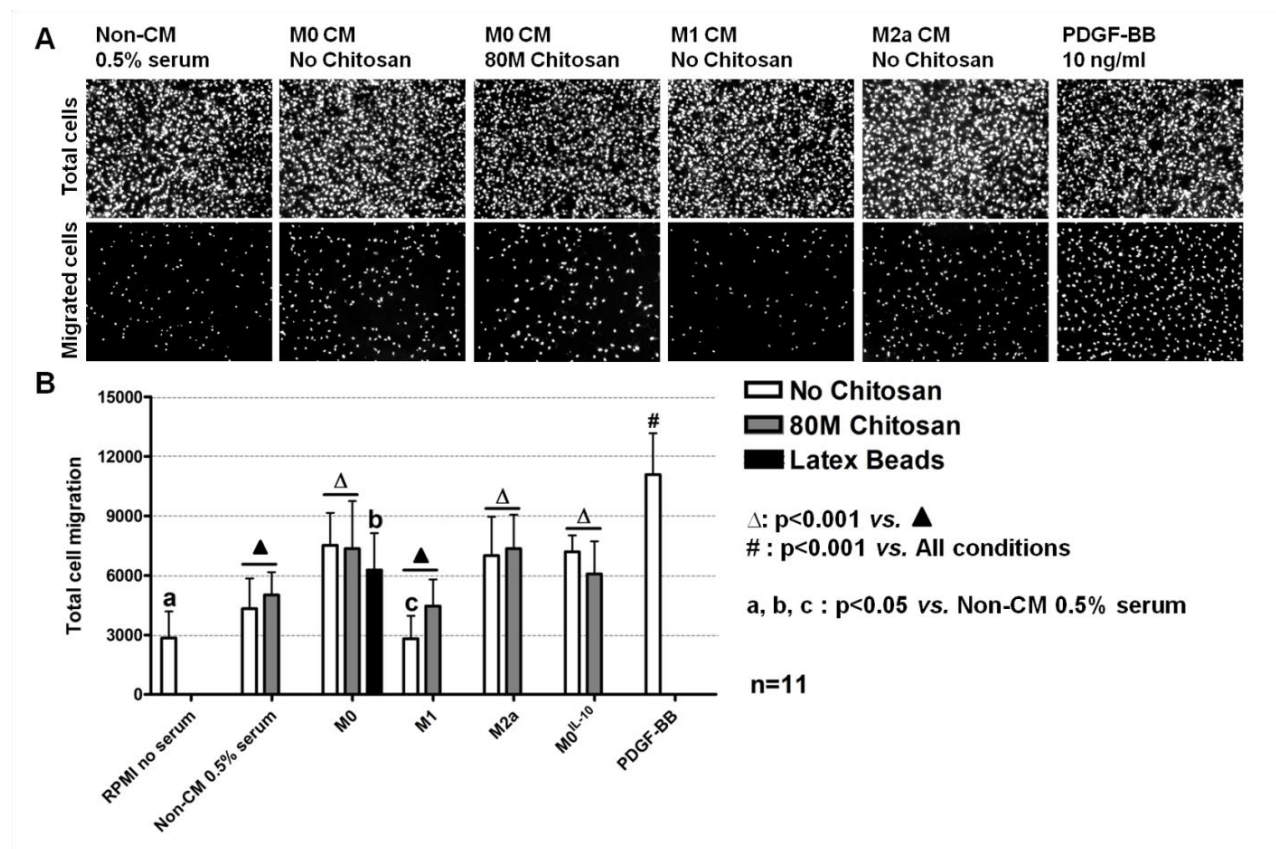 A
Non-CM
0.5% serum
M0 CM
No Chitosan
M0 CM
80M Chitosan
M1 CM
No Chitosan
M2a CM
No Chitosan
PDGF-BB
10 ng/ml
Total cells
Migrated cells
B
Total cell migration
15000
12000
9000
6000
3000
0
a
▲
Δ
b
▲
c
Δ
Δ
#
RPMI no serum
Non-CM 0.5% serum
M0
M1
M2a
M0IL-10
PDGF-BB
No Chitosan
80M Chitosan
Latex Beads
Δ: p<0.001 vs. ▲
# : p<0.001 vs. All conditions
a, b, c : p<0.05 vs. Non-CM 0.5% serum
n=11